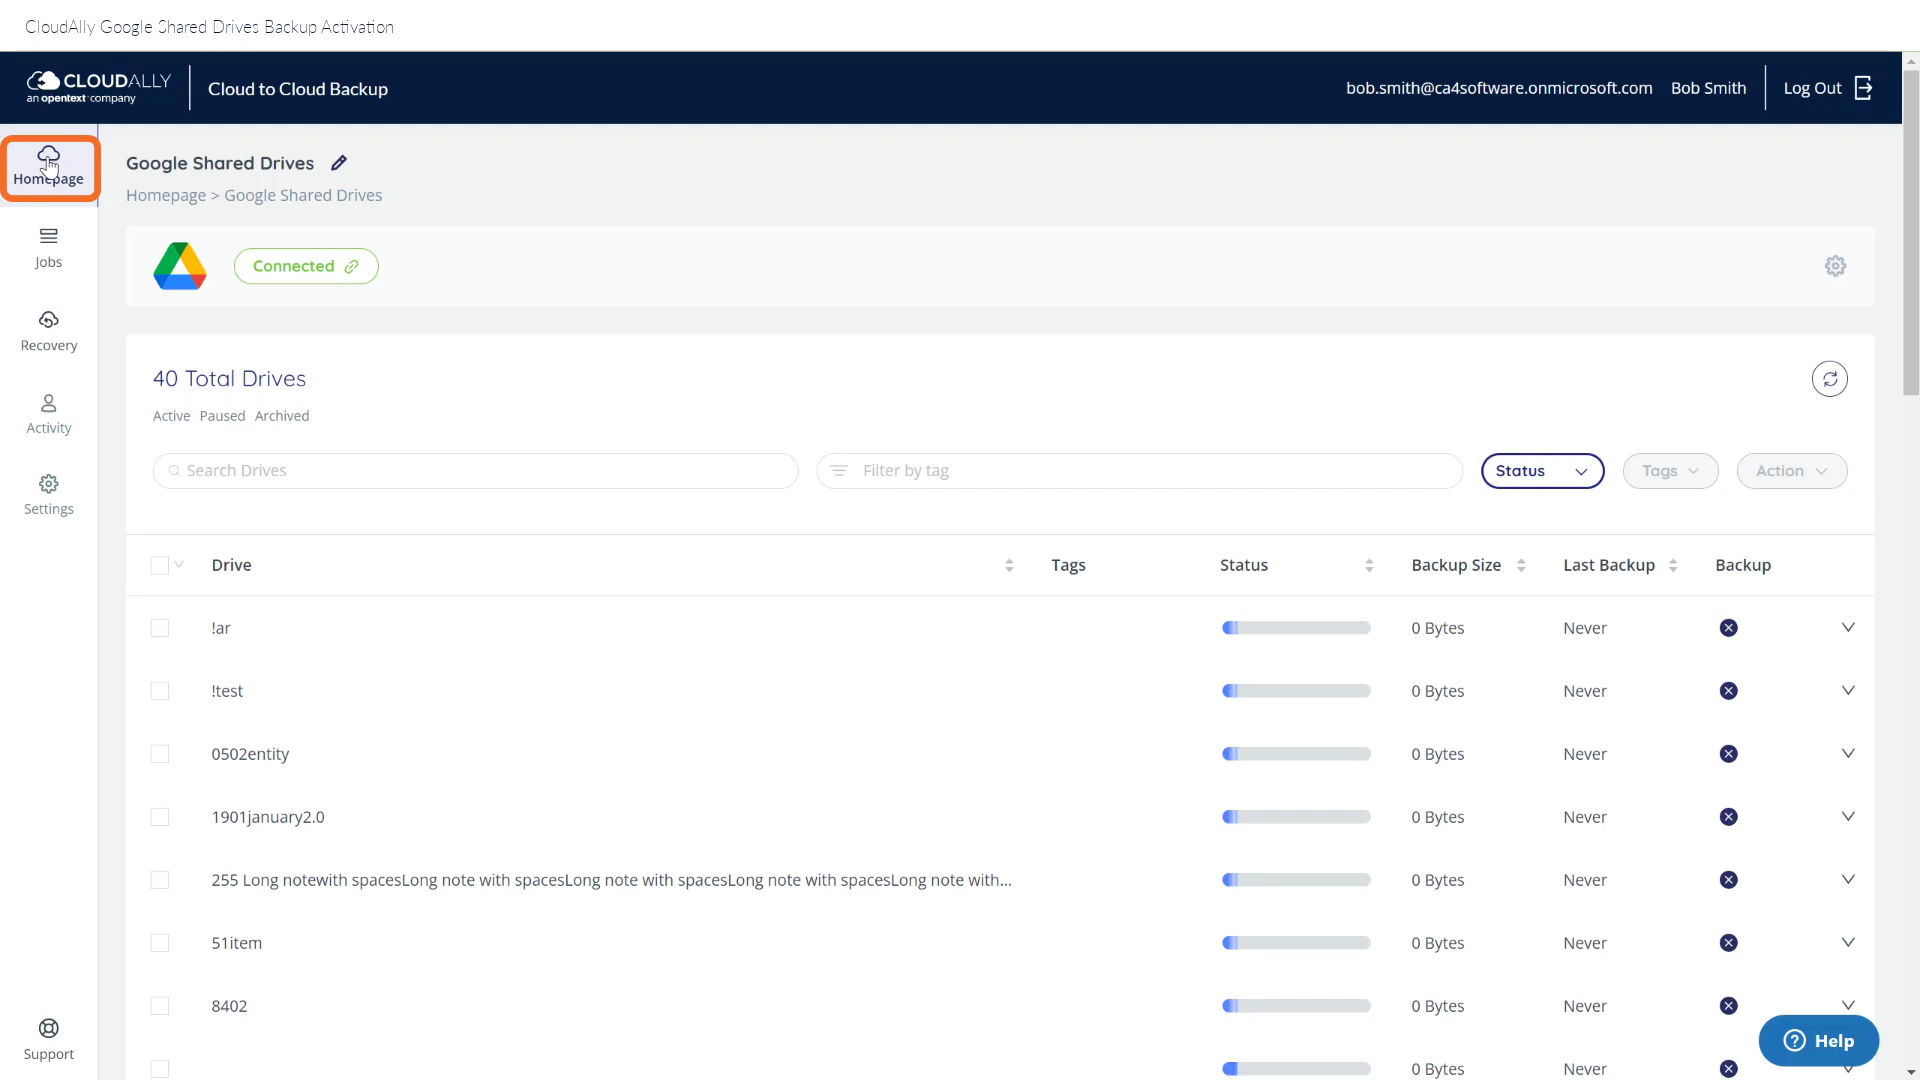 CloudAlly Google Shared Drives Backup Activation
CLOUDALLY
an opentext company
Cloud to Cloud Backup
bob.smith@ca4software.onmicrosoft.com
Bob Smith
Log Out
Homepage
Jobs
Recovery
Activity
Settings
Support
Google Shared Drives
Homepage > Google Shared Drives
Connected
40 Total Drives
Active Paused Archived
Search Drives
Filter by tag
Status
Tags
Action
Drive Tags Status Backup Size Last Backup Backup
!ar 0 Bytes Never
!test 0 Bytes Never
0502entity 0 Bytes Never
1901january2.0 0 Bytes Never
255 Long notewith spacesLong note with spacesLong note with spacesLong note with spacesLong note with... 0 Bytes Never
51item 0 Bytes Never
8402 0 Bytes Never
0 Bytes Never
Help